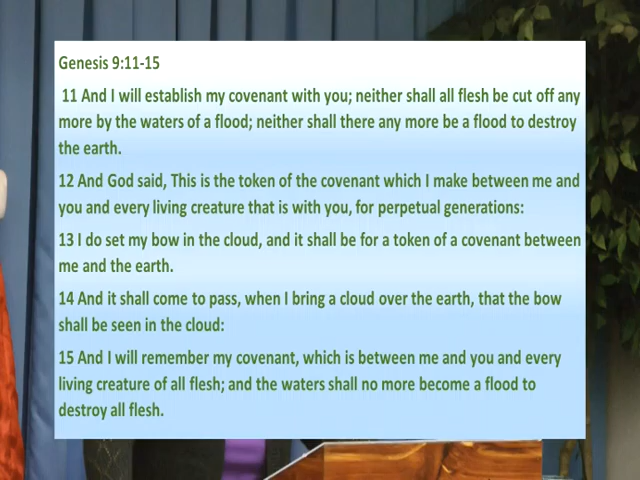 Genesis 9:11-15
11 And I will establish my covenant with you; neither shall all flesh be cut off any
more by the waters of a flood; neither shall there any more be a flood to destroy
the earth.
12 And God said, This is the token of the covenant which I make between me and
you and every living creature that is with you, for perpetual generations:
13 I do set my bow in the cloud, and it shall be for a token of a covenant between
me and the earth.
14 And it shall come to pass, when I bring a cloud over the earth, that the bow
shall be seen in the cloud:
15 And I will remember my covenant, which is between me and you and every
living creature of all flesh; and the waters shall no more become a flood to
destroy all flesh.